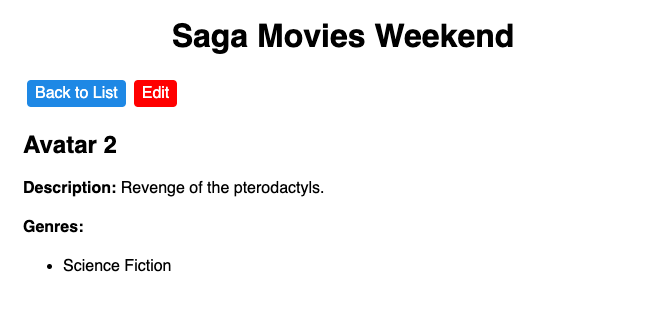 Saga Movies Weekend
Back to List Edit
Avatar 2
Description: Revenge of the pterodactyls.
Genres:
• Science Fiction